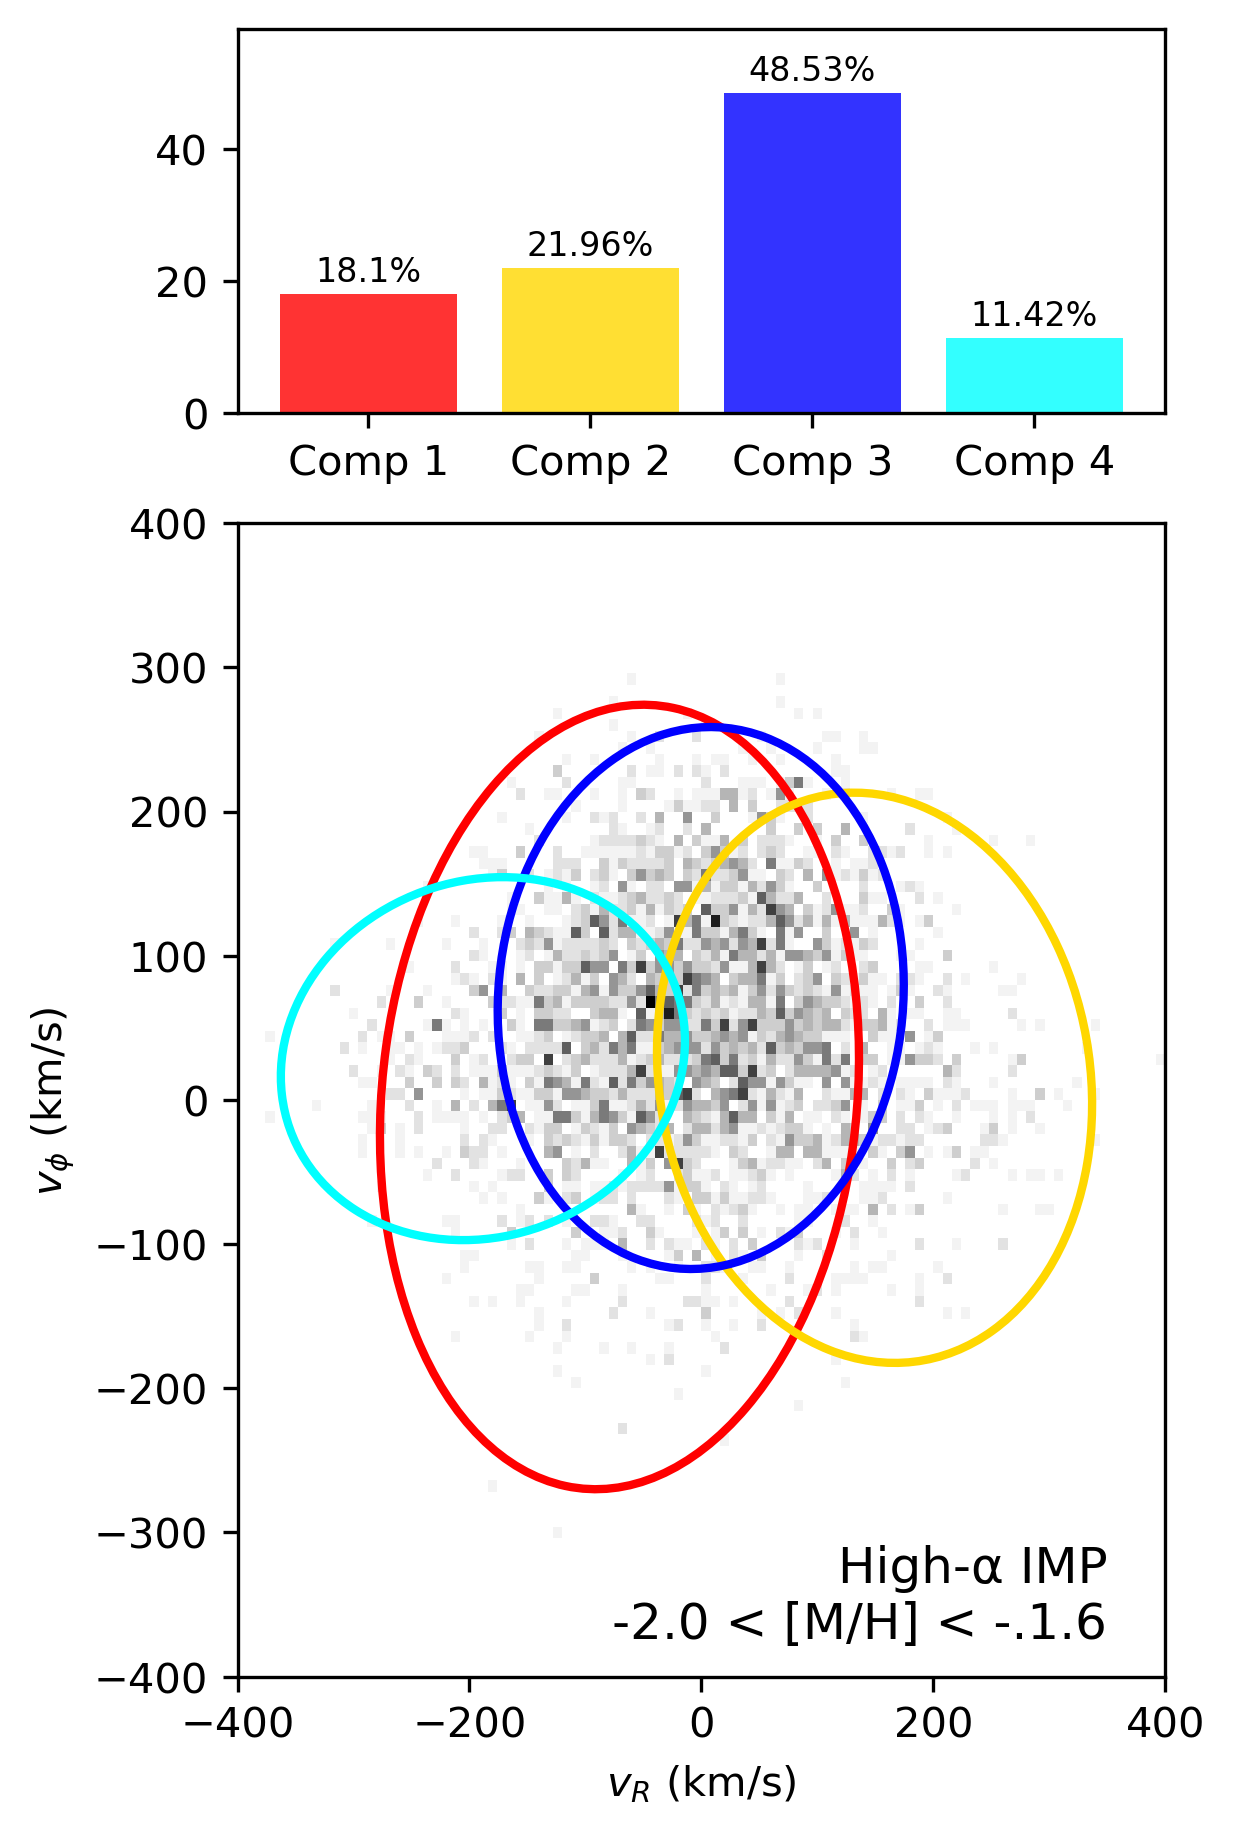 48.53%
21.96%
18.1%
11.42%
40
20
0
Comp 1 Comp 2 Comp 3 Comp 4
400
300
200
100
0
−100
−200
−300
−400
v_ϕ (km/s)
High-α IMP
-2.0 < [M/H] < -.1.6
−400 −200 0 200 400
v_R (km/s)